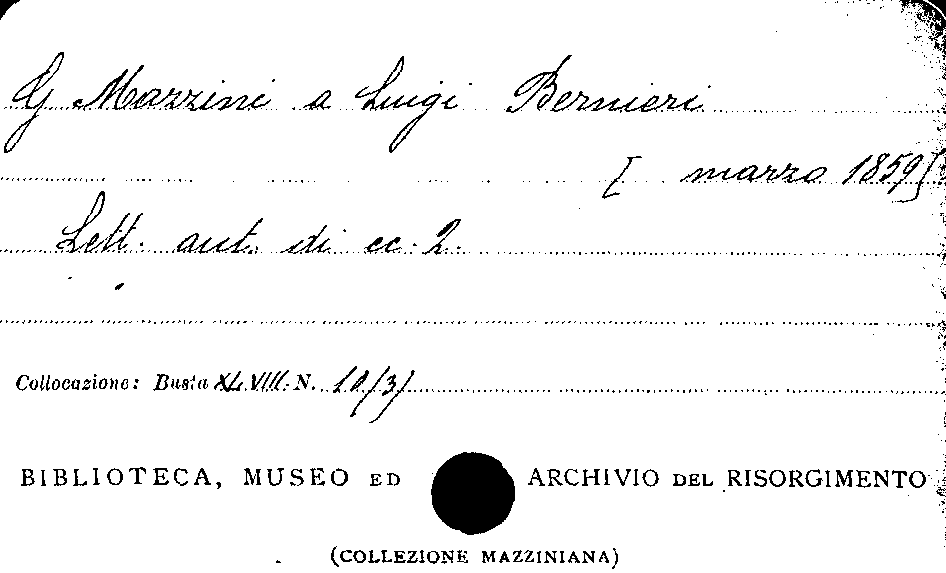 G Mazzini a Luigi Bernieri
[ marzo 1859]
Lett. aut. di cc. 2.
Collocazione: Busta XLVIII. N. 10/3/
BIBLIOTECA, MUSEO ED ARCHIVIO DEL RISORGIMENTO
(COLLEZIONE MAZZINIANA)